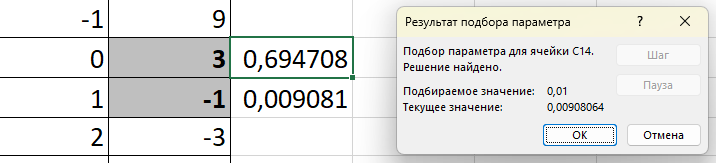 -1 9
0 3 0,694708
1 -1 0,009081
2 -3
Результат подбора параметра ? ×
Подбор параметра для ячейки C14.
Решение найдено.
Подбираемое значение: 0,01
Текущее значение: 0,00908064
Шаг
Пауза
ОК
Отмена